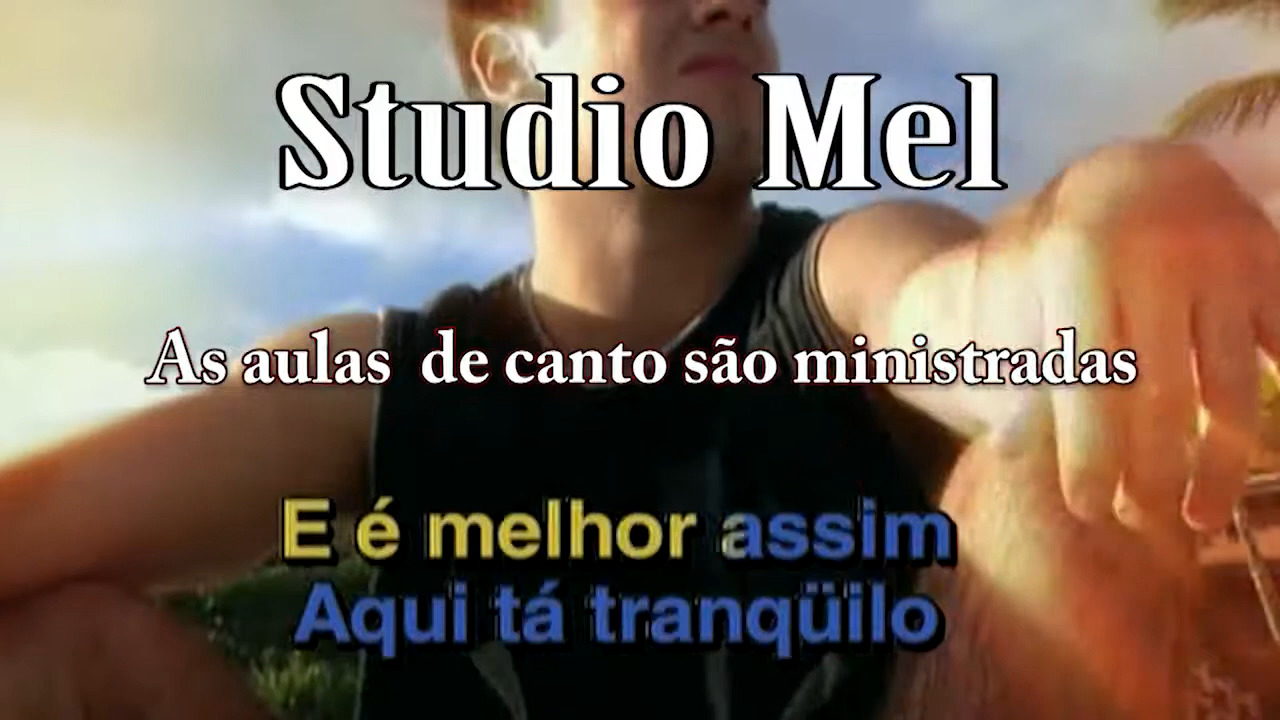 Studio Mel
As aulas de canto são ministradas
E é melhor assim
Aqui tá tranqüilo